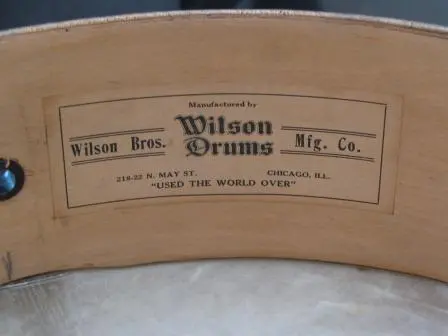 Manufactured by
Wilson Bros. Wilson Drums Mfg. Co.
218-22 N. MAY ST. CHICAGO, ILL.
"USED THE WORLD OVER"